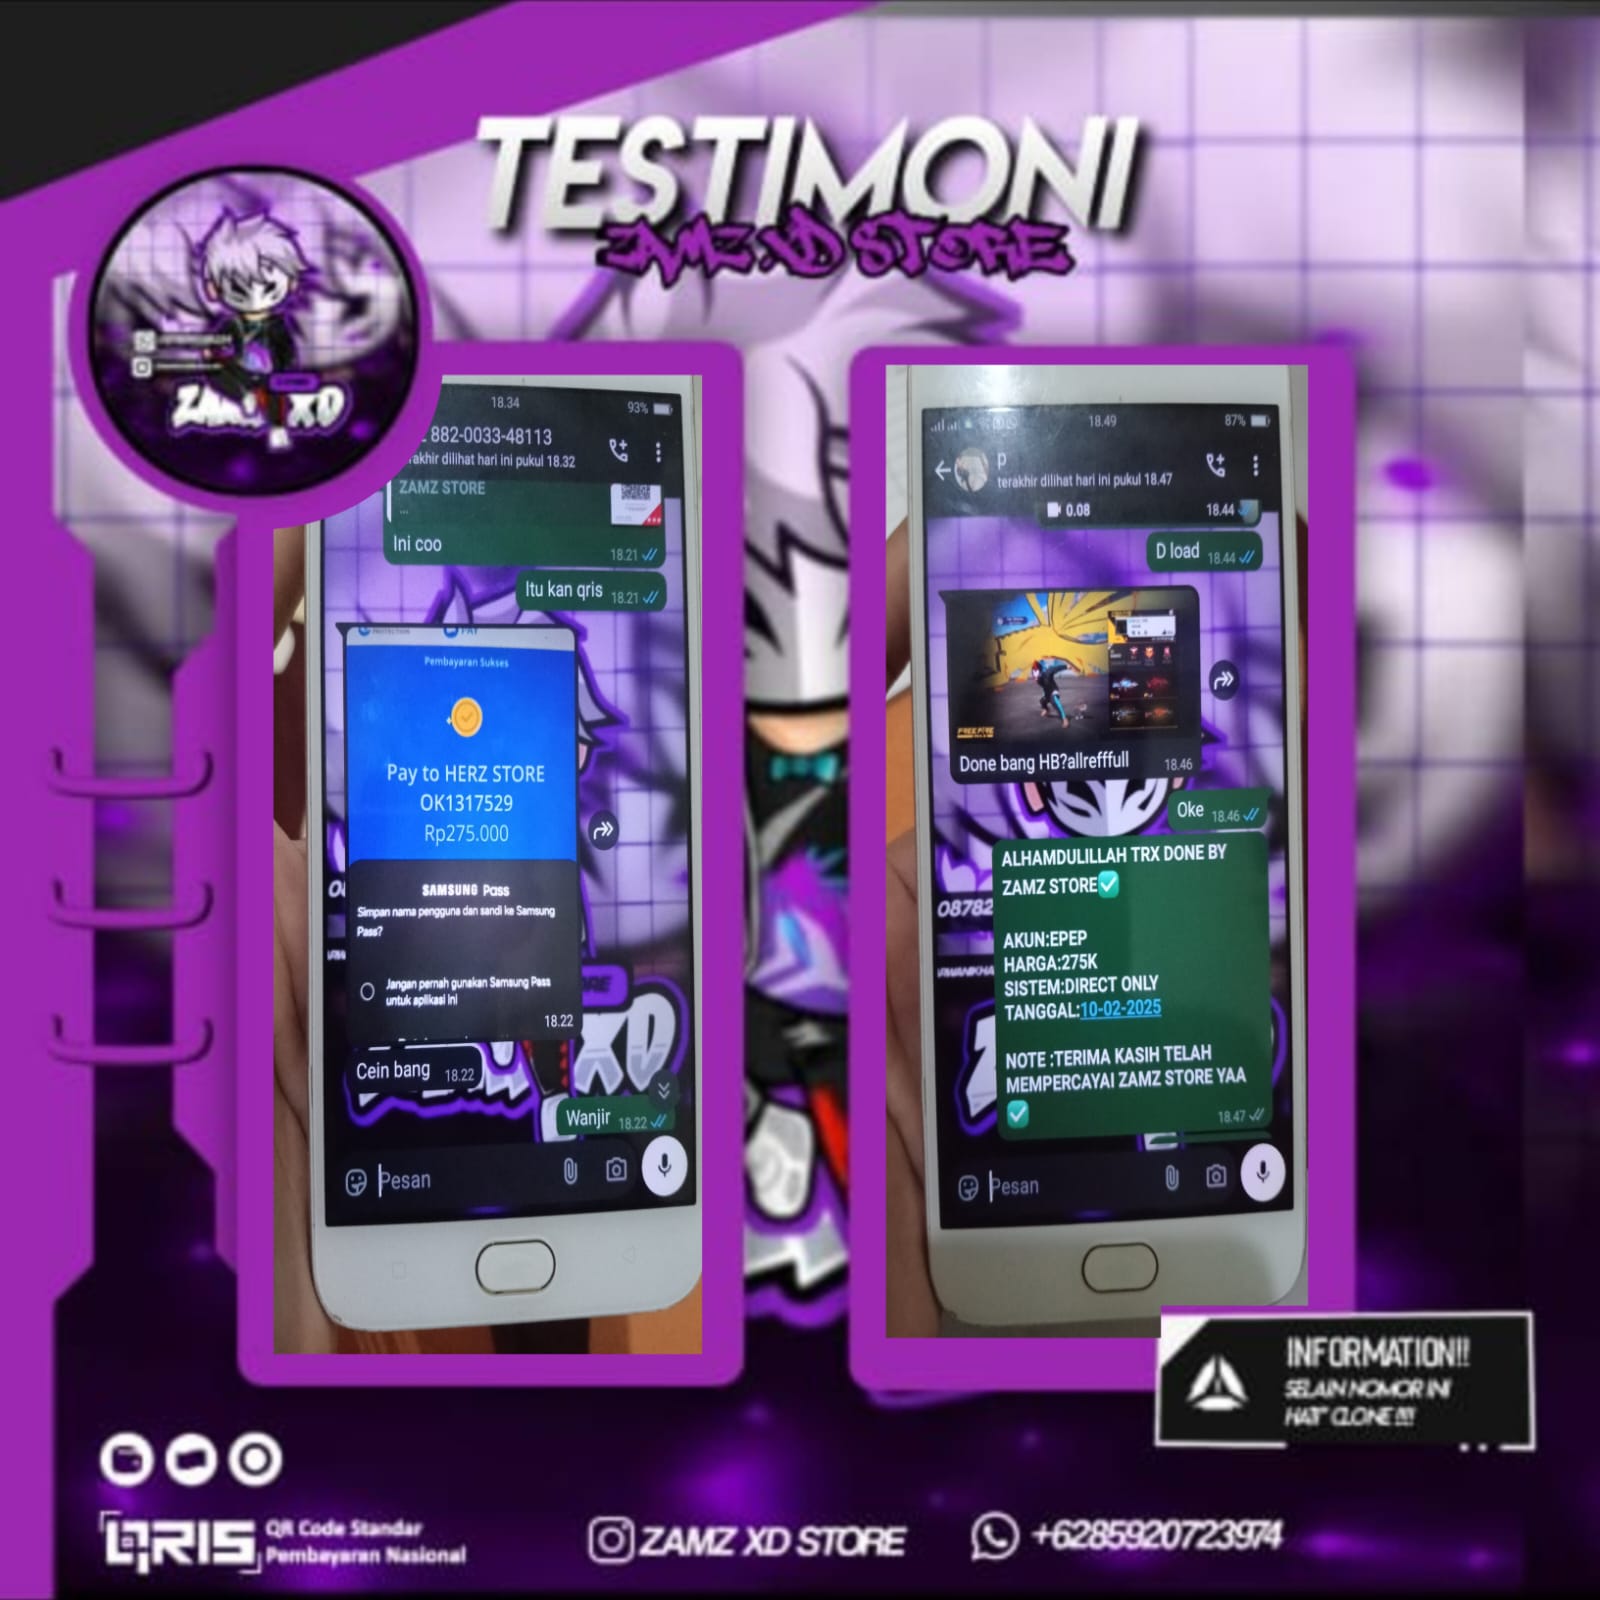 TESTIMONI
ZAMZ XD STORE
ZAMZ XD
18.34
93%
882-0033-48113
terakhir dilihat hari ini pukul 18.32
ZAMZ STORE
...
Ini coo
18.21
Itu kan qris
18.21
PROTECTION
PAY
Pembayaran Sukses
Pay to HERZ STORE
OK1317529
Rp275.000
SAMSUNG Pass
Simpan nama pengguna dan sandi ke Samsung
Pass?
Jangan pernah gunakan Samsung Pass
untuk aplikasi ini
18.22
Cein bang
18.22
XD
Wanjir
18.22
Pesan
18.49
87%
p
terakhir dilihat hari ini pukul 18.47
0.08
18.44
D load
18.44
FREE FIRE
Done bang HB?allrefffull
18.46
Oke
18.46
08782
ALHAMDULILLAH TRX DONE BY
ZAMZ STORE✅
AKUN:EPEP
HARGA:275K
SISTEM:DIRECT ONLY
TANGGAL:10-02-2025
NOTE :TERIMA KASIH TELAH
MEMPERCAYAI ZAMZ STORE YAA
✅
18.47
Pesan
INFORMATION!!
SELAIN NOMOR INI
CLONE !!!
QRIS
QR Code Standar
Pembayaran Nasional
ZAMZ XD STORE
+6285920723974